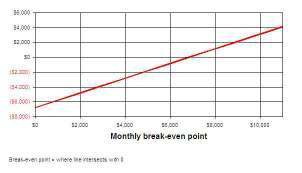 $6,000
$4,000
$2,000
$0
($2,000)
($4,000)
($6,000)
($8,000)
$0 $2,000 $4,000 $6,000 $8,000 $10,000
Monthly break-even point
Break-even point = where line intersects with 0